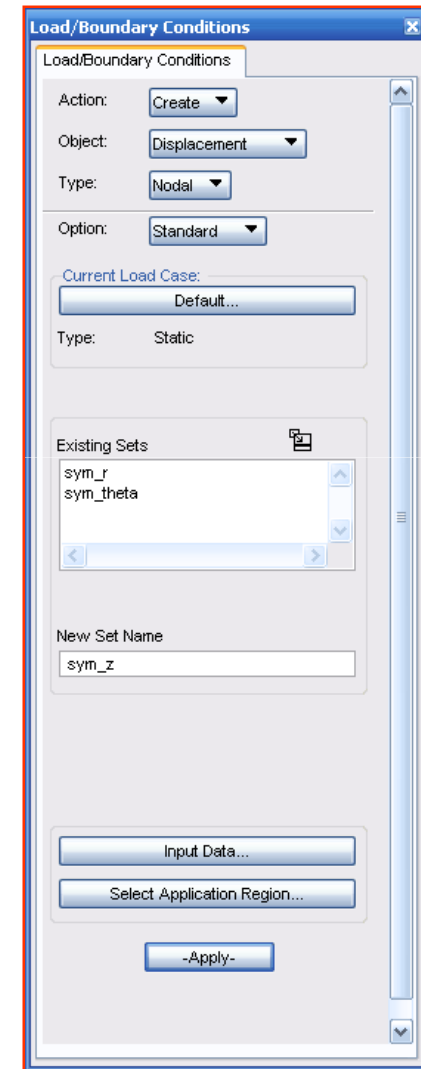 Load/Boundary Conditions
Load/Boundary Conditions
Action: Create
Object: Displacement
Type: Nodal
Option: Standard
Current Load Case:
Default...
Type: Static
Existing Sets
sym_r
sym_theta
New Set Name
sym_z
Input Data...
Select Application Region...
-Apply-